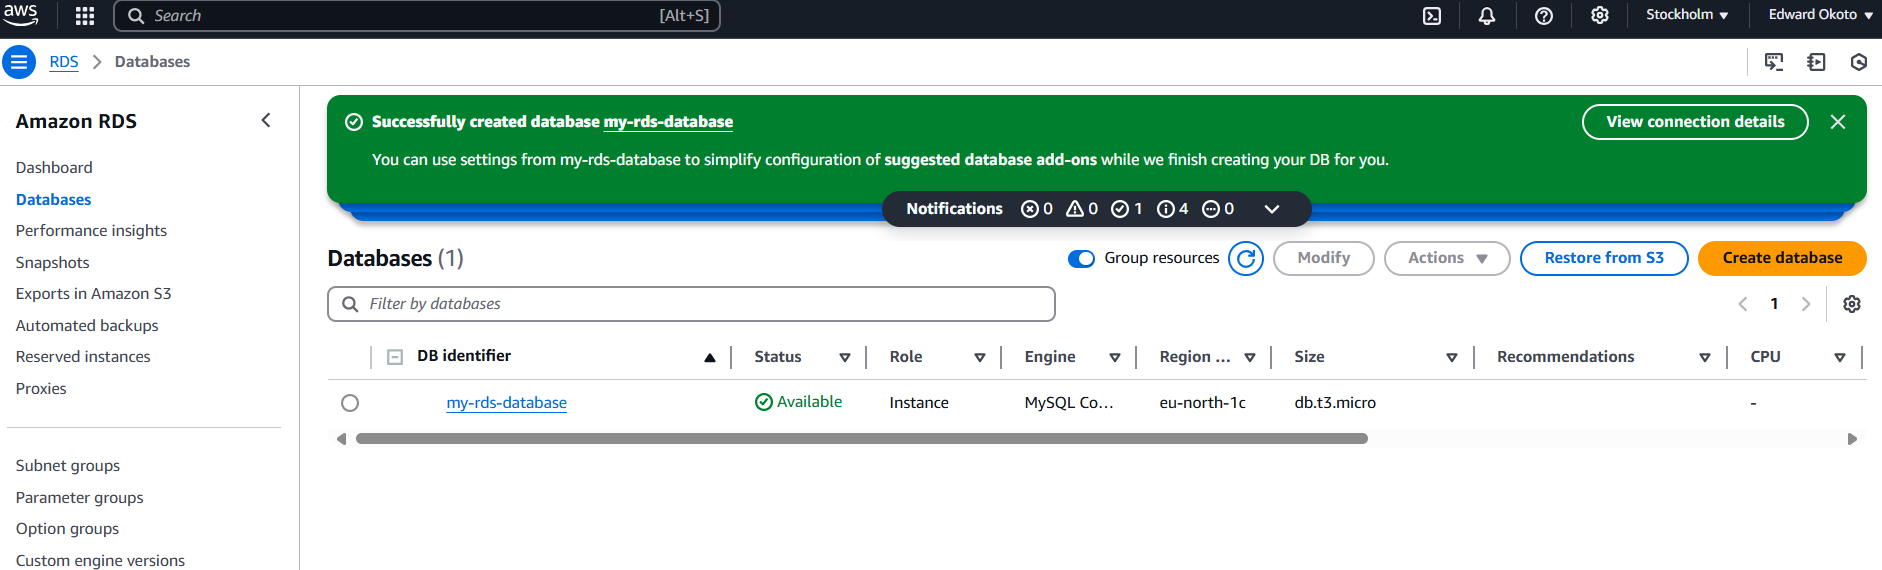 aws Search [Alt+S] Stockholm Edward Okoto
RDS Databases
Amazon RDS
Dashboard
Databases
Performance insights
Snapshots
Exports in Amazon S3
Automated backups
Reserved instances
Proxies
Subnet groups
Parameter groups
Option groups
Custom engine versions
Successfully created database my-rds-database View connection details
You can use settings from my-rds-database to simplify configuration of suggested database add-ons while we finish creating your DB for you.
Notifications 0 0 1 4 0
Databases (1) Group resources Modify Actions Restore from S3 Create database
Filter by databases 1
DB identifier Status Role Engine Region ... Size Recommendations CPU
my-rds-database Available Instance MySQL Co... eu-north-1c db.t3.micro -